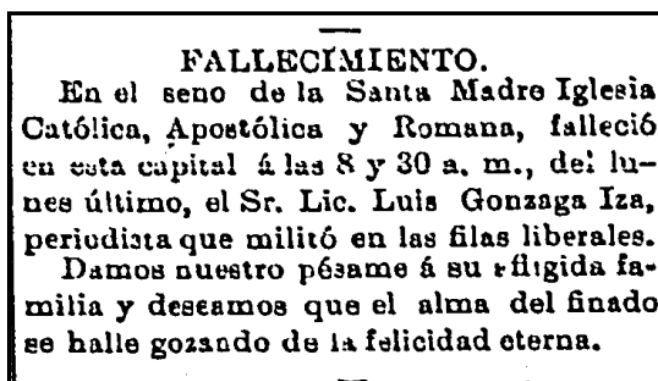 FALLECIMIENTO.
En el seno de la Santa Madre Iglesia
Católica, Apostólica y Romana, falleció
en esta capital á las 8 y 30 a. m., del lu-
nes último, el Sr. Lic. Luis Gonzaga Iza,
periodista que militó en las filas liberales.
Damos nuestro pésame á su afligida fa-
milia y deseamos que el alma del finado
se halle gozando de la felicidad eterna.